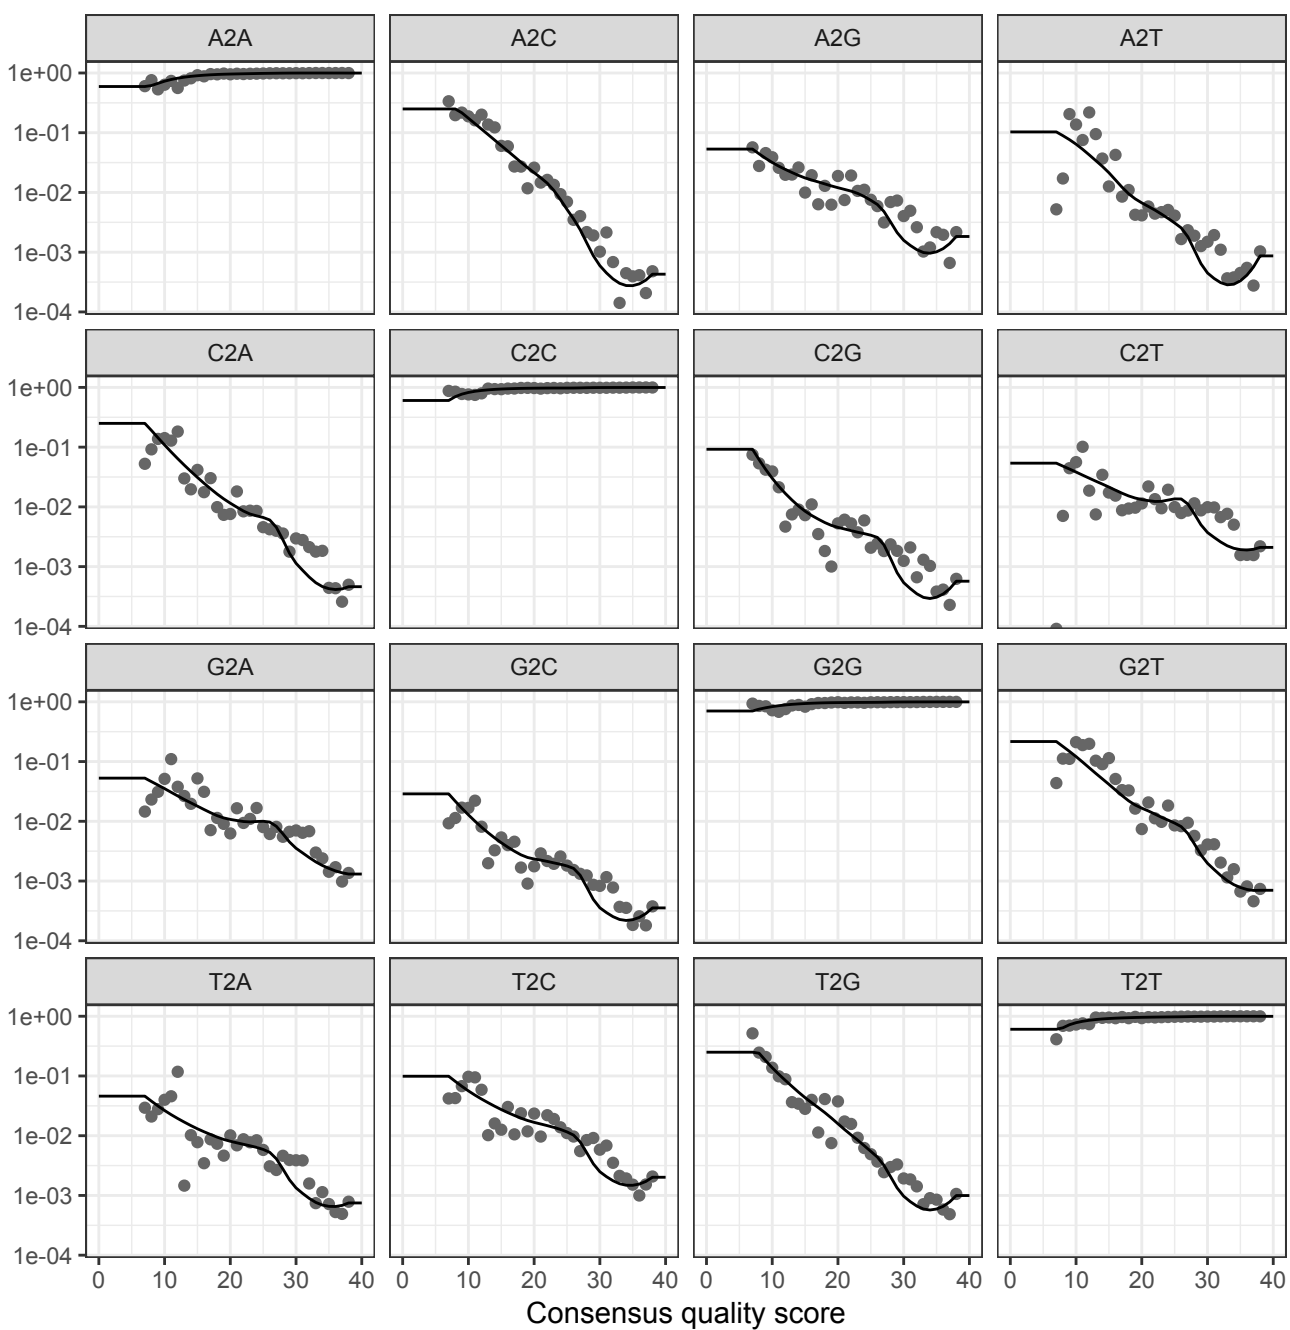 A2A A2C A2G A2T
1e+00
1e-01
1e-02
1e-03
1e-04
C2A C2C C2G C2T
1e+00
1e-01
1e-02
1e-03
1e-04
G2A G2C G2G G2T
1e+00
1e-01
1e-02
1e-03
1e-04
T2A T2C T2G T2T
1e+00
1e-01
1e-02
1e-03
1e-04
0 10 20 30 40 0 10 20 30 40 0 10 20 30 40 0 10 20 30 40
Consensus quality score